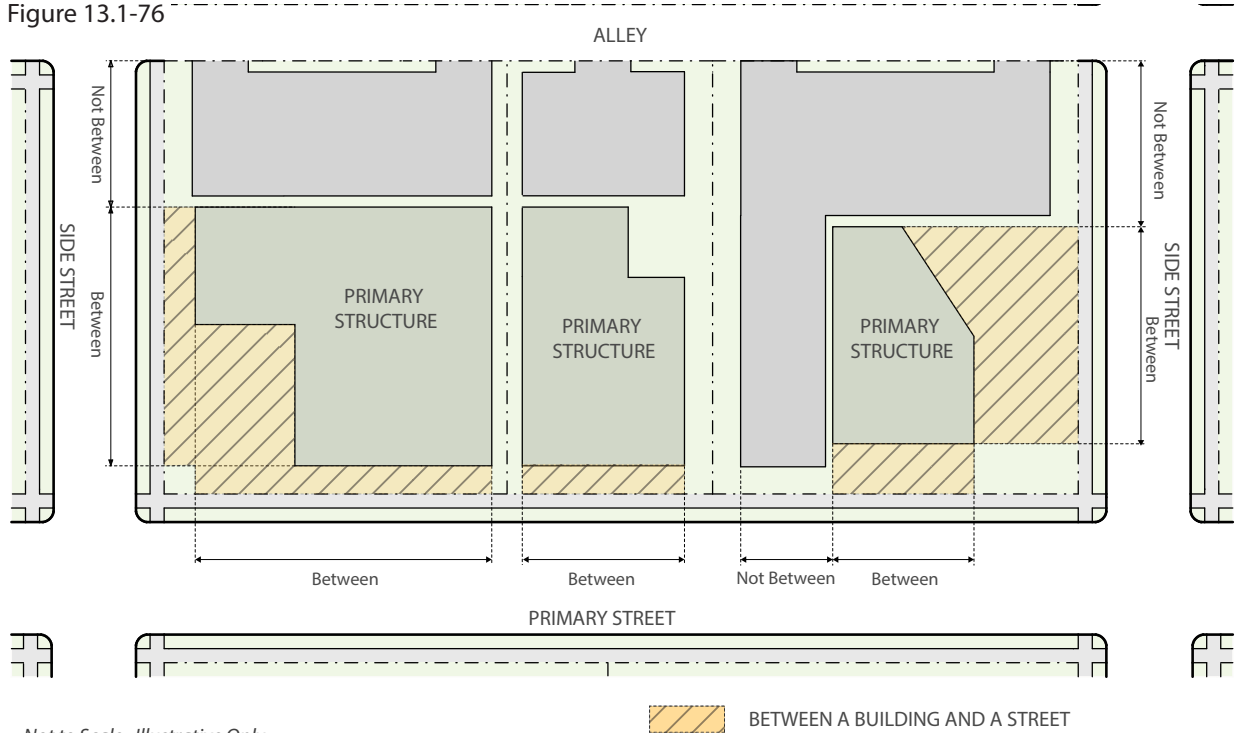 Figure 13.1-76
ALLEY
Not Between
Not Between
SIDE STREET
Between
PRIMARY
STRUCTURE
PRIMARY
STRUCTURE
PRIMARY
STRUCTURE
SIDE STREET
Between
Between
Between
Not Between
Between
PRIMARY STREET
BETWEEN A BUILDING AND A STREET
Not to Scale. Illustrative Only.